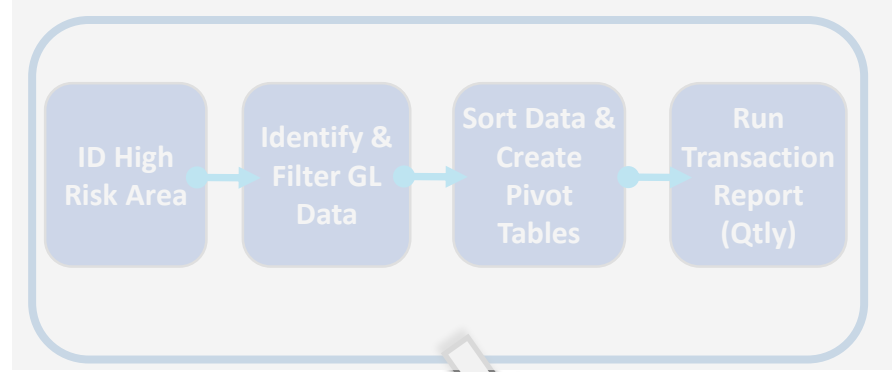 ID High
Risk Area
Identify &
Filter GL
Data
Sort Data &
Create
Pivot
Tables
Run
Transaction
Report
(Qtly)